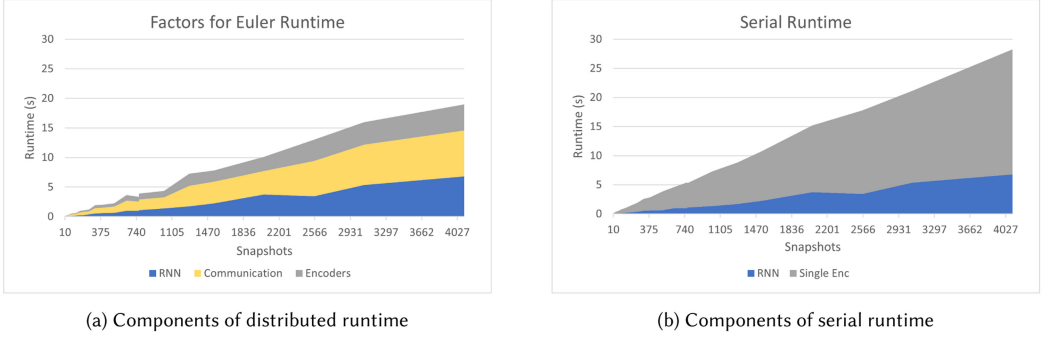 Factors for Euler Runtime
30
25
20
15
10
5
0
Runtime (s)
10 375 740 1105 1470 1836 2201 2566 2931 3297 3662 4027
Snapshots
RNN Communication Encoders
(a) Components of distributed runtime
Serial Runtime
30
25
20
15
10
5
0
Runtime (s)
10 375 740 1105 1470 1836 2201 2566 2931 3297 3662 4027
Snapshots
RNN Single Enc
(b) Components of serial runtime